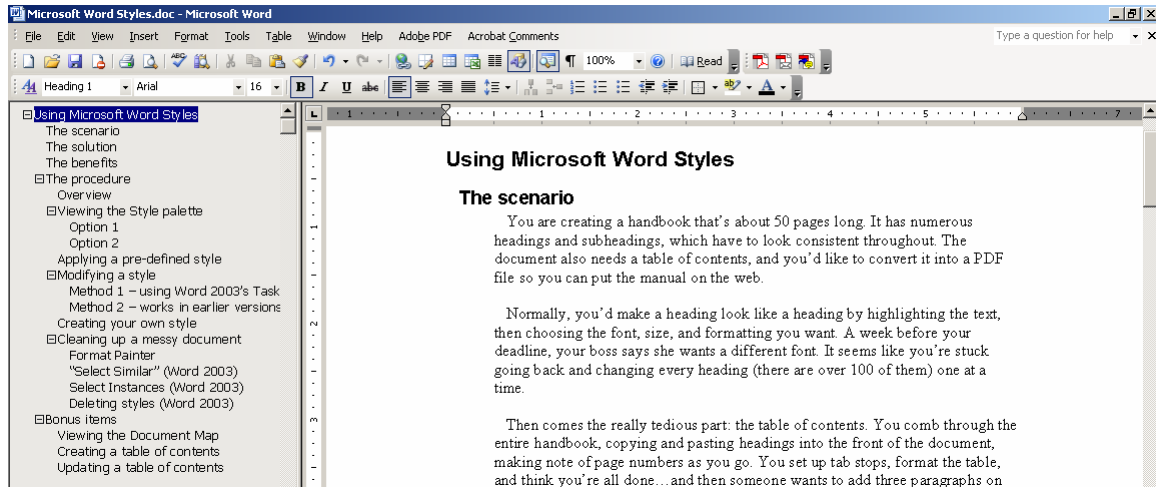 Microsoft Word Styles.doc - Microsoft Word
File Edit View Insert Format Tools Table Window Help Adobe PDF Acrobat Comments Type a question for help
100% Read
Heading 1 Arial 16 B I U abc A
Using Microsoft Word Styles
The scenario
The solution
The benefits
The procedure
Overview
Viewing the Style palette
Option 1
Option 2
Applying a pre-defined style
Modifying a style
Method 1 – using Word 2003's Task
Method 2 – works in earlier versions
Creating your own style
Cleaning up a messy document
Format Painter
"Select Similar" (Word 2003)
Select Instances (Word 2003)
Deleting styles (Word 2003)
Bonus items
Viewing the Document Map
Creating a table of contents
Updating a table of contents
1 1 2 3 4 5 7
1
2
3
Using Microsoft Word Styles
The scenario
You are creating a handbook that's about 50 pages long. It has numerous
headings and subheadings, which have to look consistent throughout. The
document also needs a table of contents, and you'd like to convert it into a PDF
file so you can put the manual on the web.
Normally, you'd make a heading look like a heading by highlighting the text,
then choosing the font, size, and formatting you want. A week before your
deadline, your boss says she wants a different font. It seems like you're stuck
going back and changing every heading (there are over 100 of them) one at a
time.
Then comes the really tedious part: the table of contents. You comb through the
entire handbook, copying and pasting headings into the front of the document,
making note of page numbers as you go. You set up tab stops, format the table,
and think you're all done...and then someone wants to add three paragraphs on